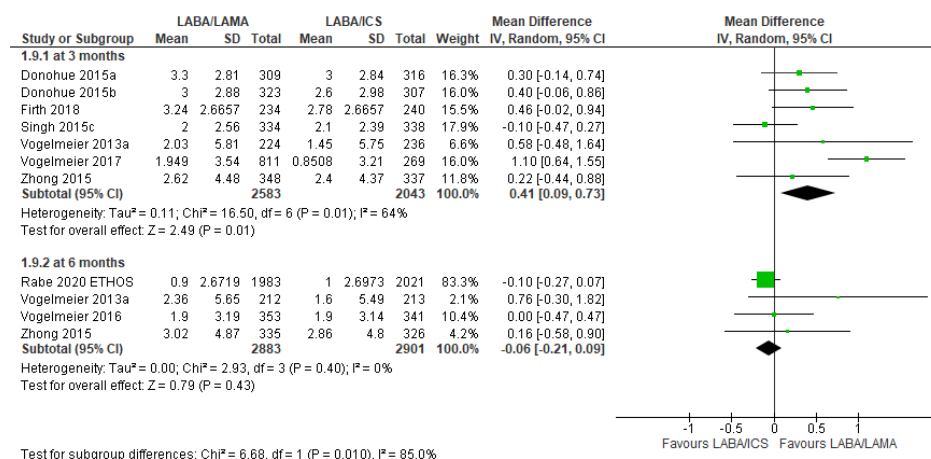 LABA/LAMA LABA/ICS Mean Difference Mean Difference
Study or Subgroup Mean SD Total Mean SD Total Weight IV, Random, 95% CI IV, Random, 95% CI
1.9.1 at 3 months
Donohue 2015a 3.3 2.81 309 3 2.84 316 16.3% 0.30 [-0.14, 0.74]
Donohue 2015b 3 2.88 323 2.6 2.98 307 16.0% 0.40 [-0.06, 0.86]
Firth 2018 3.24 2.6657 234 2.78 2.6657 240 15.5% 0.46 [-0.02, 0.94]
Singh 2015c 2 2.56 334 2.1 2.39 338 17.9% -0.10 [-0.47, 0.27]
Vogelmeier 2013a 2.03 5.81 224 1.45 5.75 236 6.6% 0.58 [-0.48, 1.64]
Vogelmeier 2017 1.949 3.54 811 0.8508 3.21 269 16.0% 1.10 [0.64, 1.55]
Zhong 2015 2.62 4.48 348 2.4 4.37 337 11.7% 0.22 [-0.44, 0.88]
Subtotal (95% CI) 2583 2043 100.0% 0.41 [0.09, 0.73]
Heterogeneity: Tau² = 0.11; Chi² = 16.50, df = 6 (P = 0.01); I² = 64%
Test for overall effect: Z = 2.49 (P = 0.01)
1.9.2 at 6 months
Rabe 2020 ETHOS 0.9 2.6719 1983 1 2.6973 2021 83.3% -0.10 [-0.27, 0.07]
Vogelmeier 2013a 2.36 5.65 212 1.6 5.49 213 2.1% 0.76 [-0.30, 1.82]
Vogelmeier 2016 1.9 3.19 353 1.9 3.14 341 10.4% 0.00 [-0.47, 0.47]
Zhong 2015 3.02 4.87 335 2.86 4.8 326 4.2% 0.16 [-0.58, 0.90]
Subtotal (95% CI) 2883 2901 100.0% -0.06 [-0.21, 0.09]
Heterogeneity: Tau² = 0.00; Chi² = 2.93, df = 3 (P = 0.40); I² = 0%
Test for overall effect: Z = 0.79 (P = 0.43)
-1 -0.5 0 0.5 1
Favours LABA/ICS Favours LABA/LAMA
Test for subgroup differences: Chi² = 6.68, df = 1 (P = 0.010), I² = 85.0%